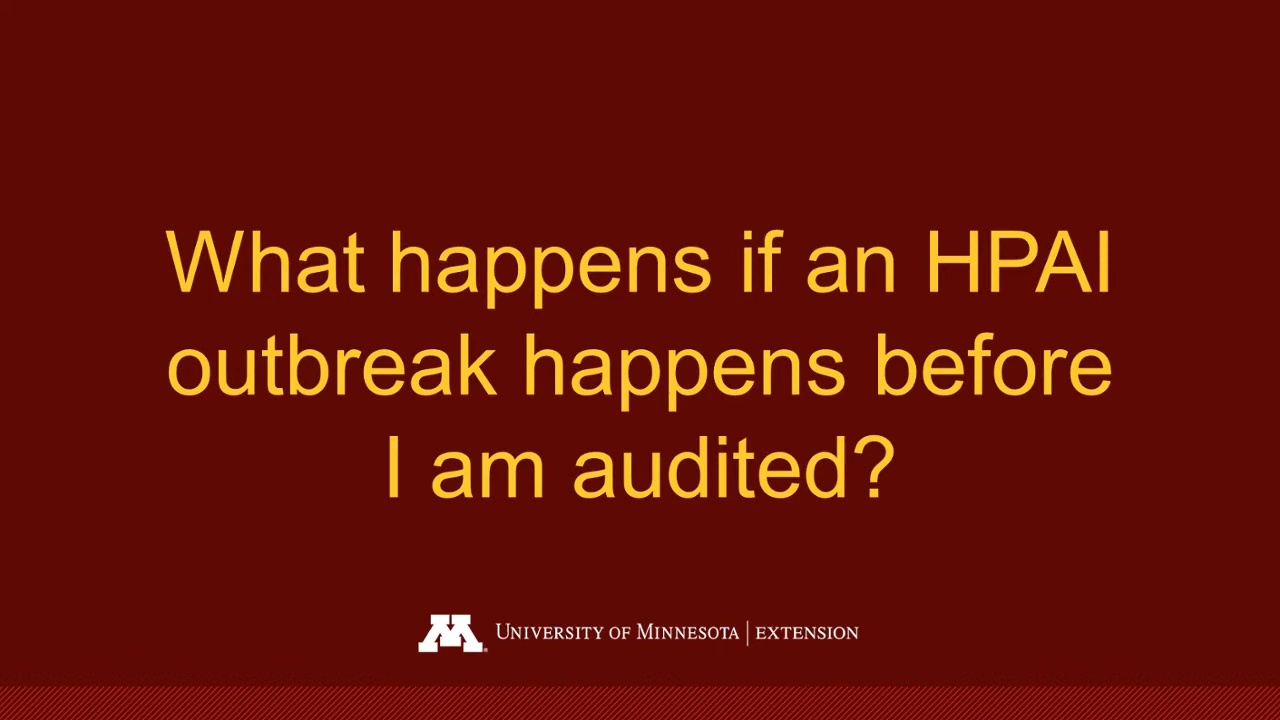 What happens if an HPAI
outbreak happens before
I am audited?
UNIVERSITY OF MINNESOTA | EXTENSION